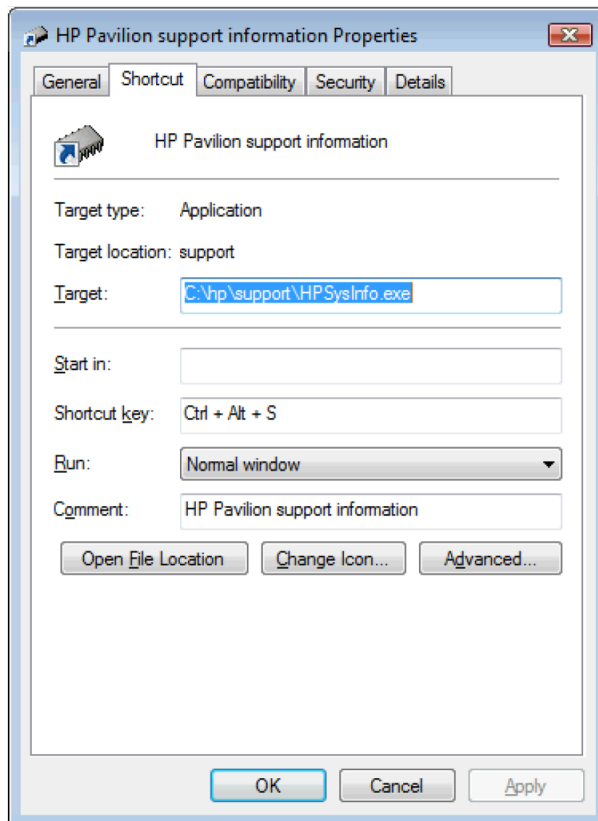 HP Pavilion support information Properties
General Shortcut Compatibility Security Details
HP Pavilion support information
Target type: Application
Target location: support
Target: C:\hp\support\HPSysInfo.exe
Start in:
Shortcut key: Ctrl + Alt + S
Run: Normal window
Comment: HP Pavilion support information
Open File Location Change Icon... Advanced...
OK Cancel Apply